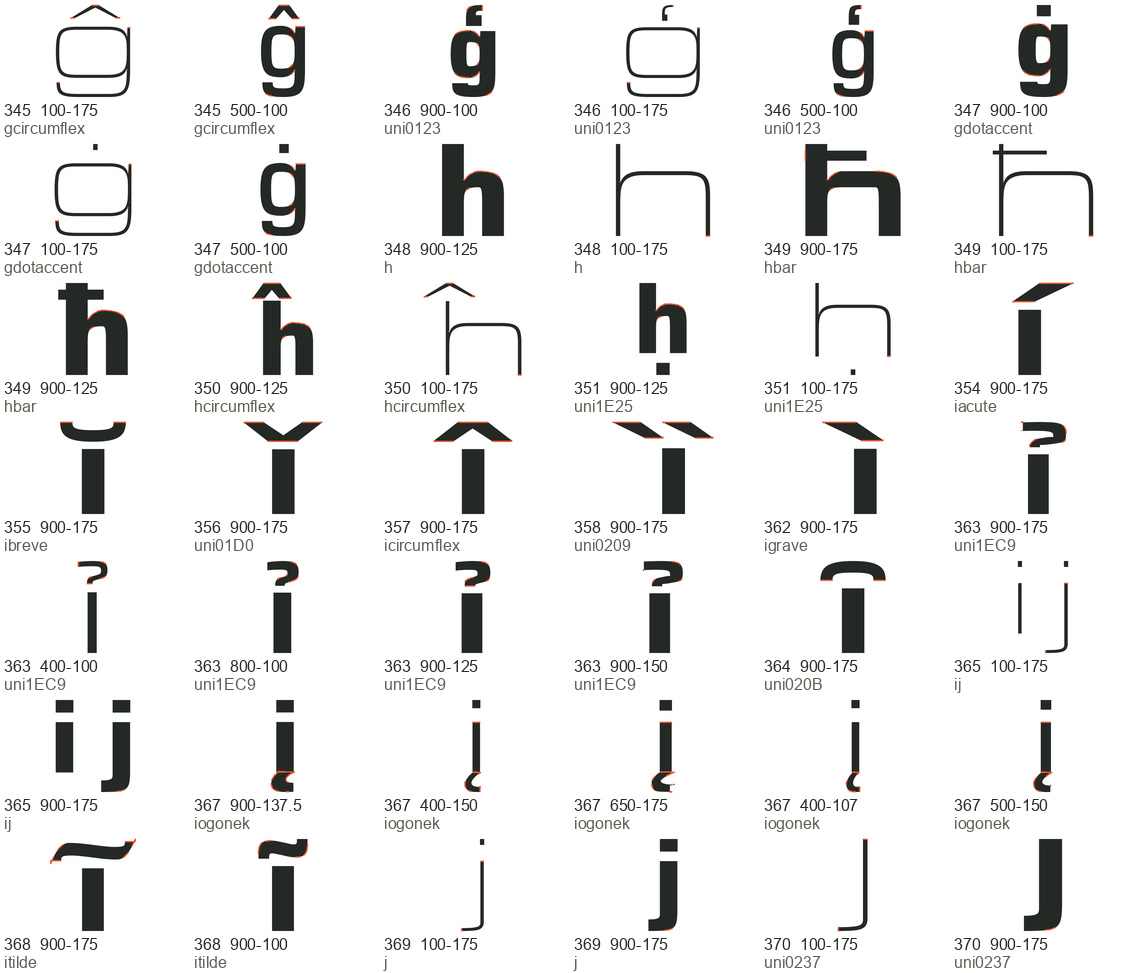 ĝ ĝ ģ ģ ģ ġ
345 100-175 345 500-100 346 900-100 346 100-175 346 500-100 347 900-100
gcircumflex gcircumflex uni0123 uni0123 uni0123 gdotaccent
ġ ġ h h ħ ħ
347 100-175 347 500-100 348 900-125 348 100-175 349 900-175 349 100-175
gdotaccent gdotaccent h h hbar hbar
ħ ĥ ĥ ḥ ḥ í
349 900-125 350 900-125 350 100-175 351 900-125 351 100-175 354 900-175
hbar hcircumflex hcircumflex uni1E25 uni1E25 iacute
ĭ ǐ î ȉ ì ỉ
355 900-175 356 900-175 357 900-175 358 900-175 362 900-175 363 900-175
ibreve uni01D0 icircumflex uni0209 igrave uni1EC9
ỉ ỉ ỉ ỉ ȋ ij
363 400-100 363 800-100 363 900-125 363 900-150 364 900-175 365 100-175
uni1EC9 uni1EC9 uni1EC9 uni1EC9 uni020B ij
ij į į į į į
365 900-175 367 900-137.5 367 400-150 367 650-175 367 400-107 367 500-150
ij iogonek iogonek iogonek iogonek iogonek
ĩ ĩ j j ȷ ȷ
368 900-175 368 900-100 369 100-175 369 900-175 370 100-175 370 900-175
itilde itilde j j uni0237 uni0237